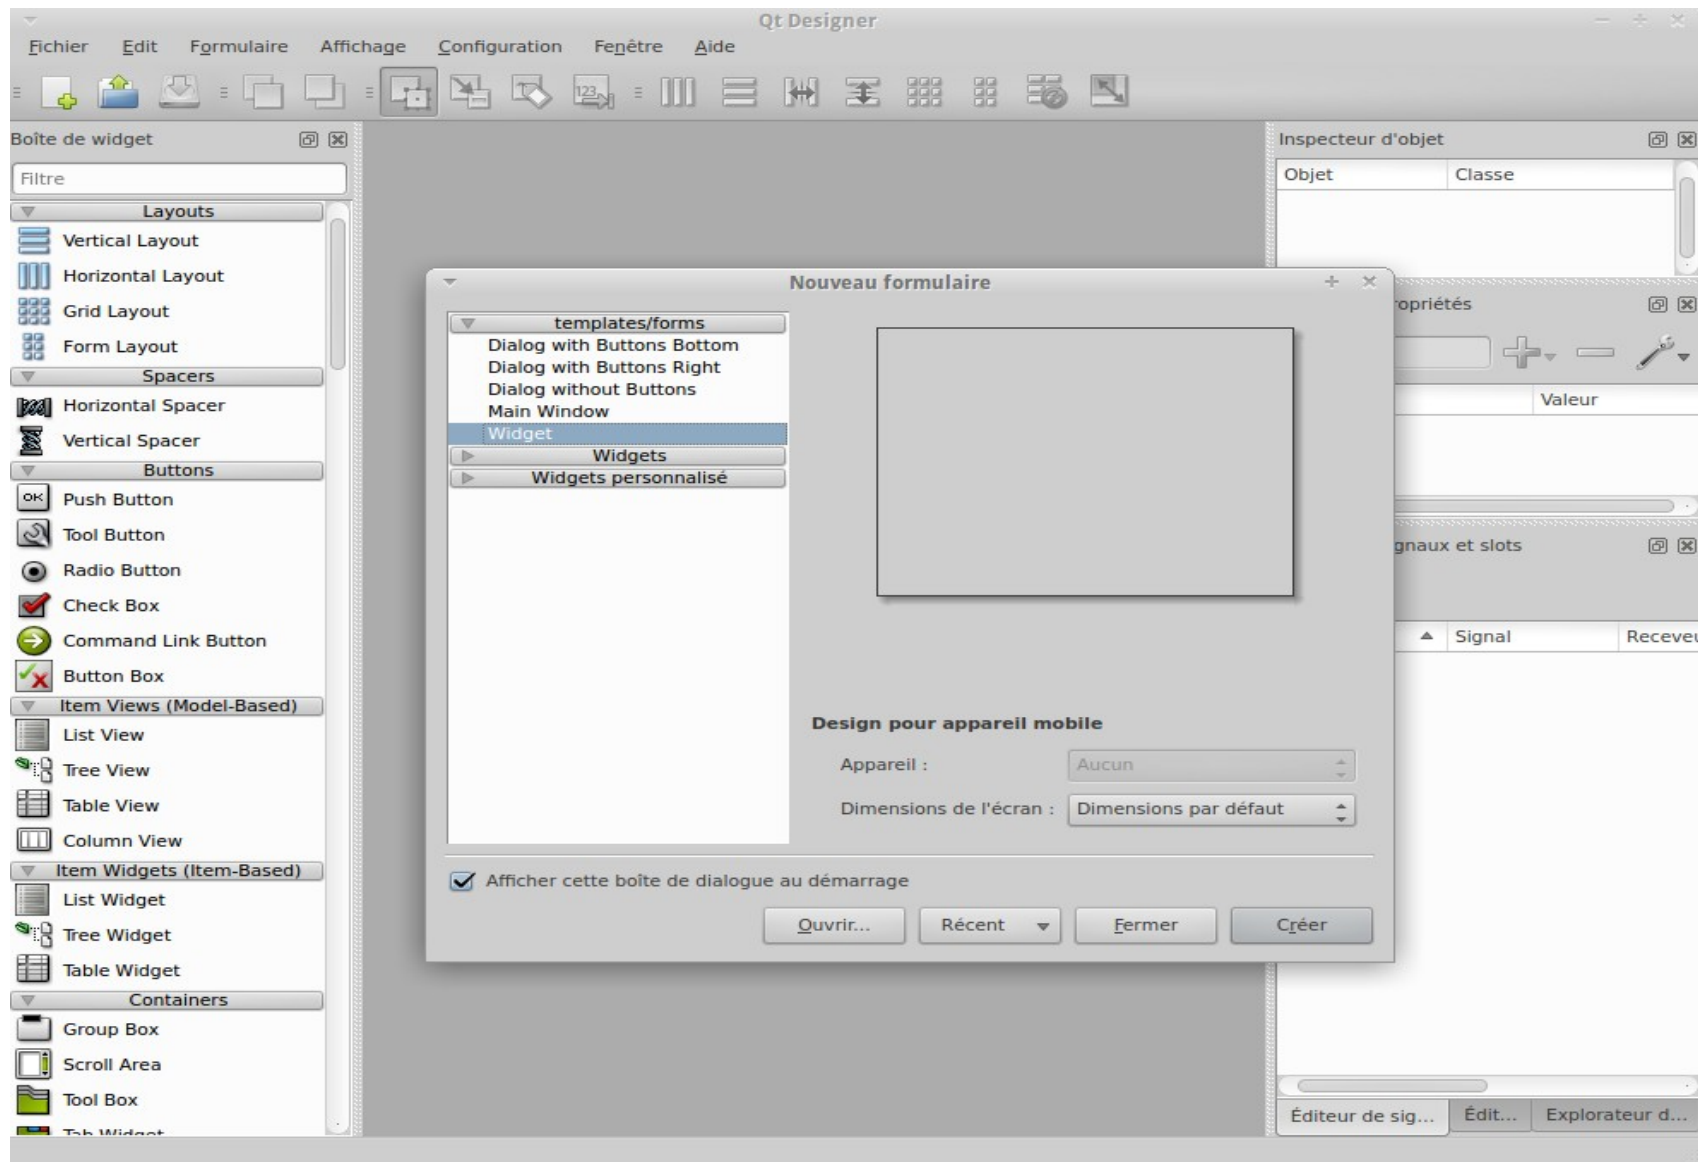 Qt Designer
Fichier Edit Formulaire Affichage Configuration Fenêtre Aide
123
Boîte de widget
Filtre
Layouts
Vertical Layout
Horizontal Layout
Grid Layout
Form Layout
Spacers
Horizontal Spacer
Vertical Spacer
Buttons
OK Push Button
Tool Button
Radio Button
Check Box
Command Link Button
Button Box
Item Views (Model-Based)
List View
Tree View
Table View
Column View
Item Widgets (Item-Based)
List Widget
Tree Widget
Table Widget
Containers
Group Box
Scroll Area
Tool Box
Tab Widget
Nouveau formulaire
templates/forms
Dialog with Buttons Bottom
Dialog with Buttons Right
Dialog without Buttons
Main Window
Widget
Widgets
Widgets personnalisé
Design pour appareil mobile
Appareil : Aucun
Dimensions de l'écran : Dimensions par défaut
Afficher cette boîte de dialogue au démarrage
Ouvrir... Récent Fermer Créer
Inspecteur d'objet
Objet Classe
opriétés
Valeur
gnaux et slots
Signal Receveu
Éditeur de sig... Édit... Explorateur d...